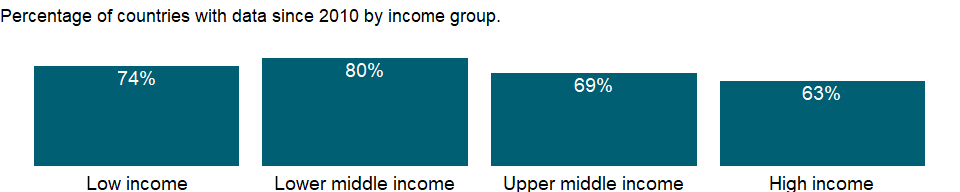 Percentage of countries with data since 2010 by income group.
74%
80%
69%
63%
Low income
Lower middle income
Upper middle income
High income